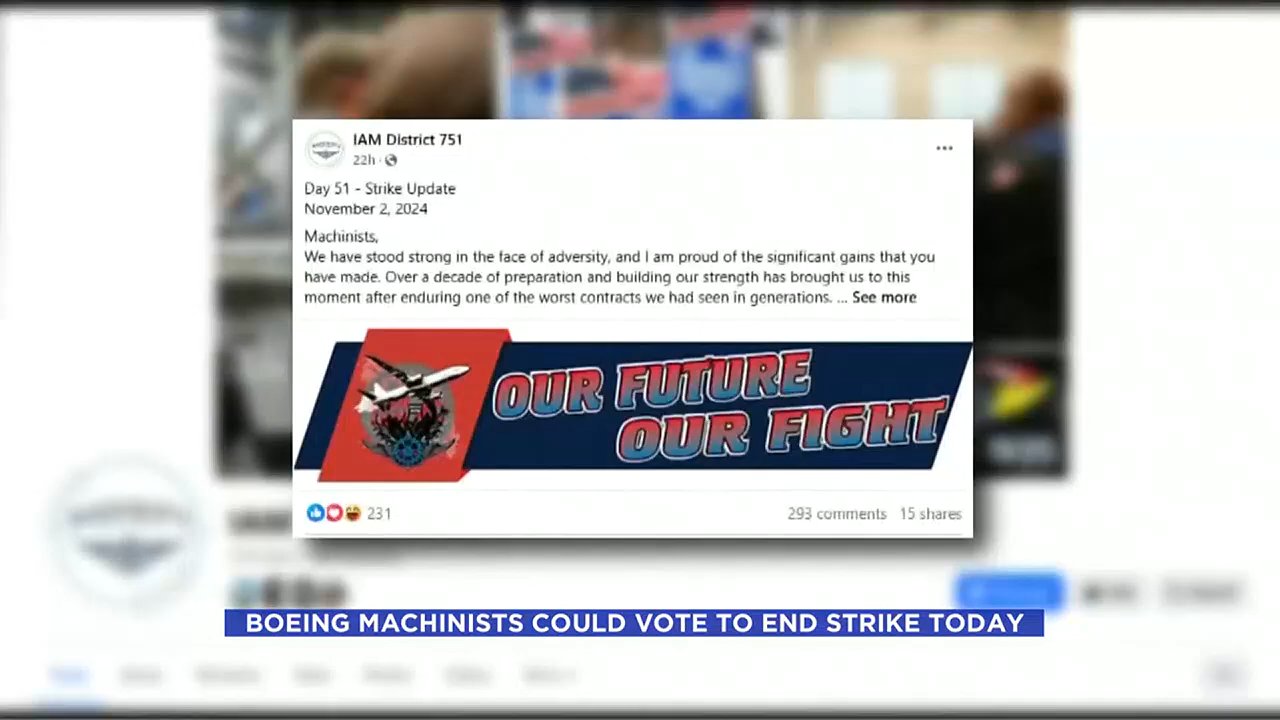 IAM District 751
22h ·
Day 51 - Strike Update
November 2, 2024
Machinists,
We have stood strong in the face of adversity, and I am proud of the significant gains that you
have made. Over a decade of preparation and building our strength has brought us to this
moment after enduring one of the worst contracts we had seen in generations. ... See more
OUR FUTURE
OUR FIGHT
231
293 comments 15 shares
BOEING MACHINISTS COULD VOTE TO END STRIKE TODAY